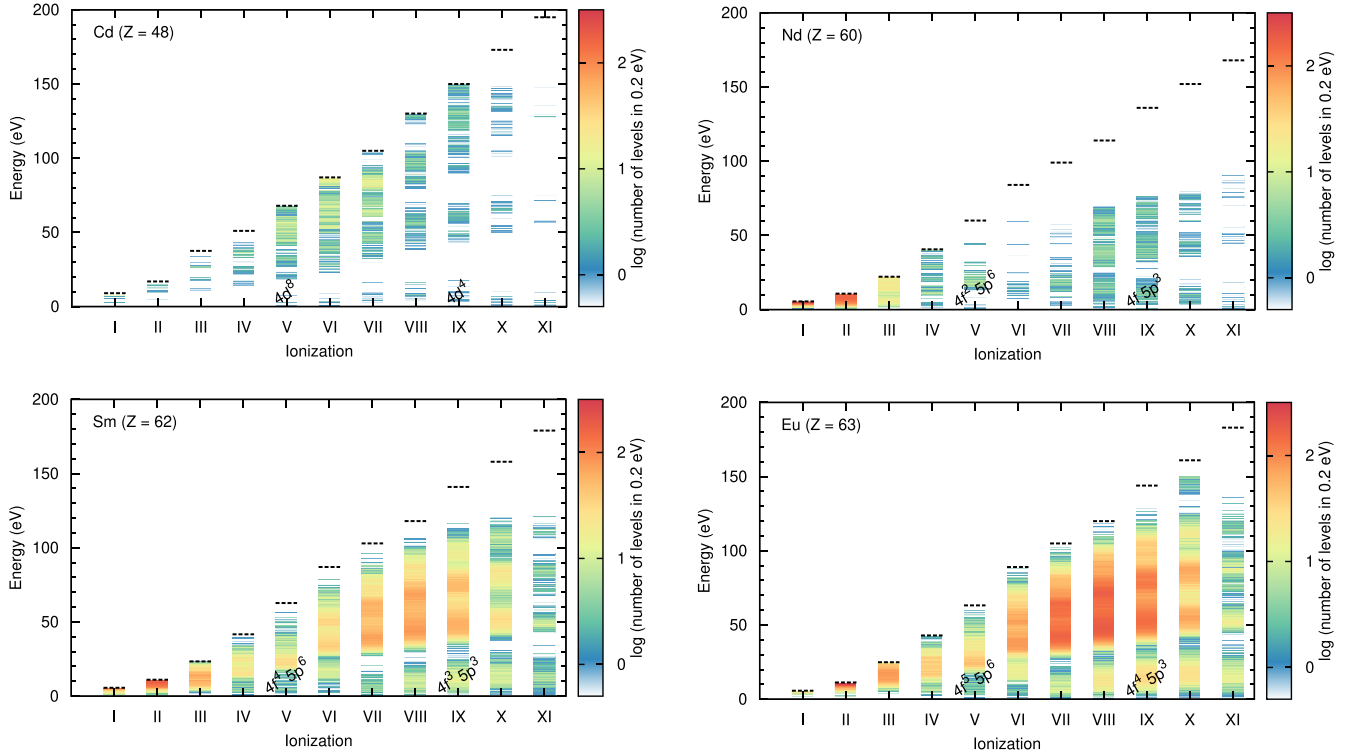 Cd (Z = 48)
Energy (eV)
200
150
100
50
0
4d⁸
4d⁴
I II III IV V VI VII VIII IX X XI
Ionization
log (number of levels in 0.2 eV)
2
1
0
Nd (Z = 60)
Energy (eV)
200
150
100
50
0
4f² 5p⁶
4f 5p³
I II III IV V VI VII VIII IX X XI
Ionization
log (number of levels in 0.2 eV)
2
1
0
Sm (Z = 62)
Energy (eV)
200
150
100
50
0
4f⁴ 5p⁶
4f³ 5p³
I II III IV V VI VII VIII IX X XI
Ionization
log (number of levels in 0.2 eV)
2
1
0
Eu (Z = 63)
Energy (eV)
200
150
100
50
0
4f⁵ 5p⁶
4f⁴ 5p³
I II III IV V VI VII VIII IX X XI
Ionization
log (number of levels in 0.2 eV)
2
1
0